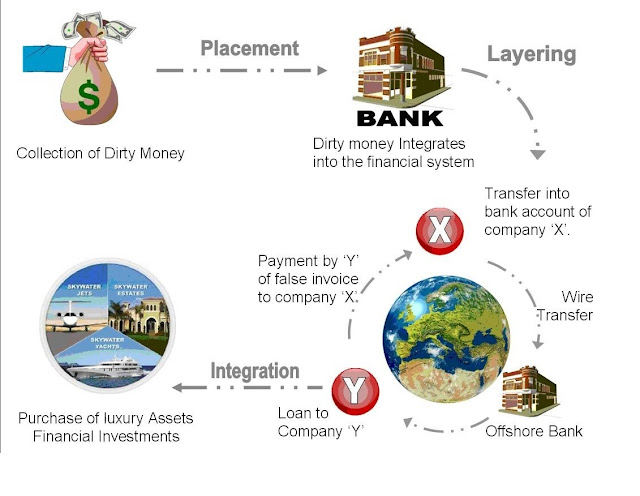 Placement
Layering
$
BANK
Collection of Dirty Money
Dirty money Integrates
into the financial system
Transfer into
bank account of
company ‘X’.
X
Payment by ‘Y’
of false invoice
to company ‘X’.
Wire
Transfer
SKYWATER
JETS
SKYWATER
ESTATES
SKYWATER
YACHTS
Integration
Y
Purchase of luxury Assets
Financial Investments
Loan to
Company ‘Y’
Offshore Bank